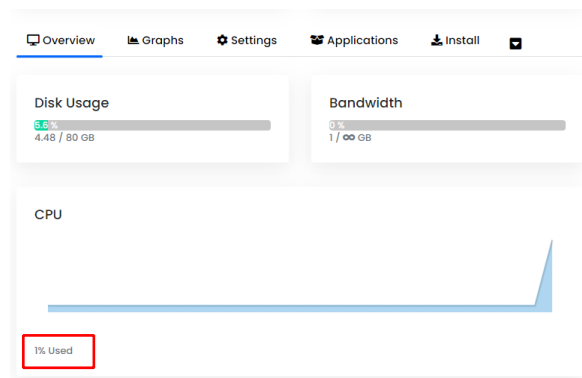 Overview Graphs Settings Applications Install
Disk Usage
5.6 %
4.48 / 80 GB
Bandwidth
0 %
1 / ∞ GB
CPU
1% Used